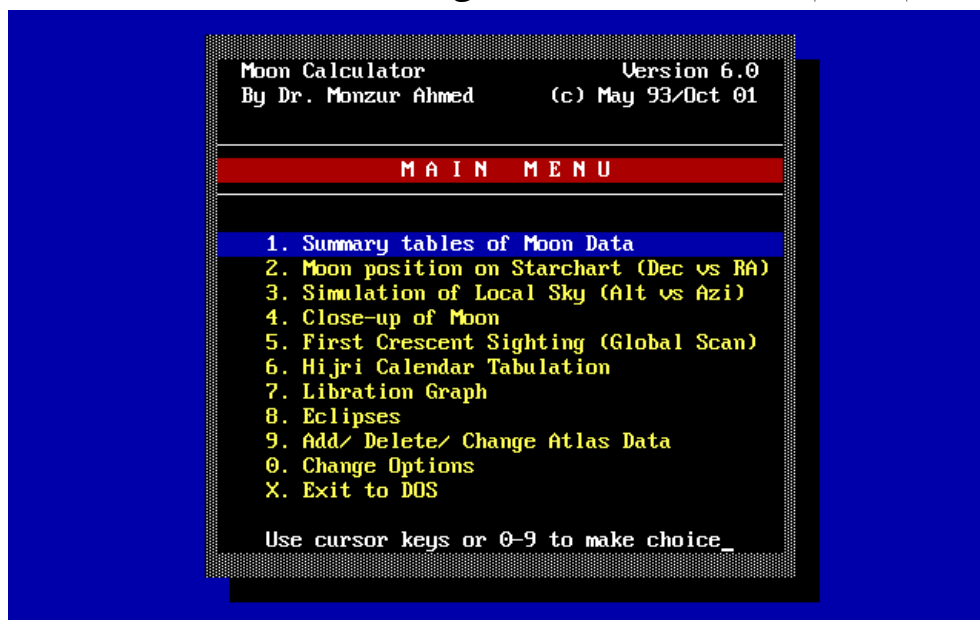 Moon Calculator Version 6.0
By Dr. Monzur Ahmed (c) May 93/Oct 01
M A I N M E N U
1. Summary tables of Moon Data
2. Moon position on Starchart (Dec vs RA)
3. Simulation of Local Sky (Alt vs Azi)
4. Close-up of Moon
5. First Crescent Sighting (Global Scan)
6. Hijri Calendar Tabulation
7. Libration Graph
8. Eclipses
9. Add/ Delete/ Change Atlas Data
0. Change Options
X. Exit to DOS
Use cursor keys or 0-9 to make choice_